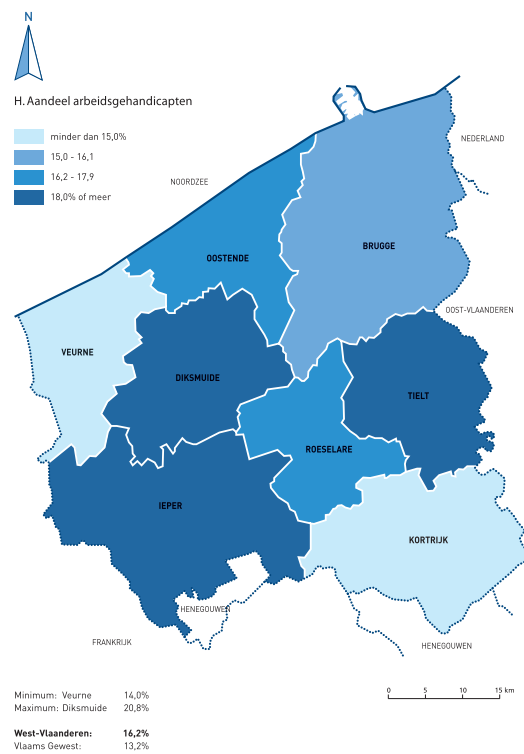 N
H. Aandeel arbeidsgehandicapten
minder dan 15,0%
15,0 - 16,1
16,2 - 17,9
18,0% of meer
NEDERLAND
NOORDZEE
BRUGGE
OOSTENDE
OOST-VLAANDEREN
VEURNE
DIKSMUIDE
TIELT
ROESELARE
IEPER
KORTRIJK
HENEGOUWEN
FRANKRIJK
HENEGOUWEN
0 5 10 15 km
Minimum: Veurne 14,0%
Maximum: Diksmuide 20,8%
West-Vlaanderen: 16,2%
Vlaams Gewest: 13,2%